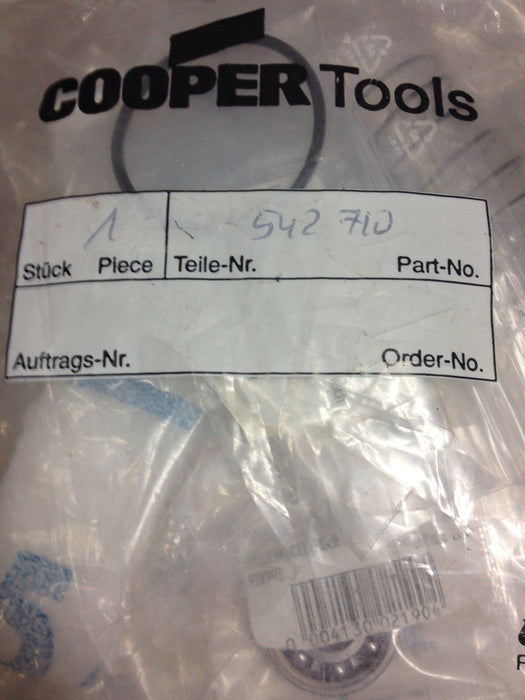 COOPER Tools
1 542 710
Stück Piece Teile-Nr. Part-No.
Auftrags-Nr. Order-No.
0 004130 021904